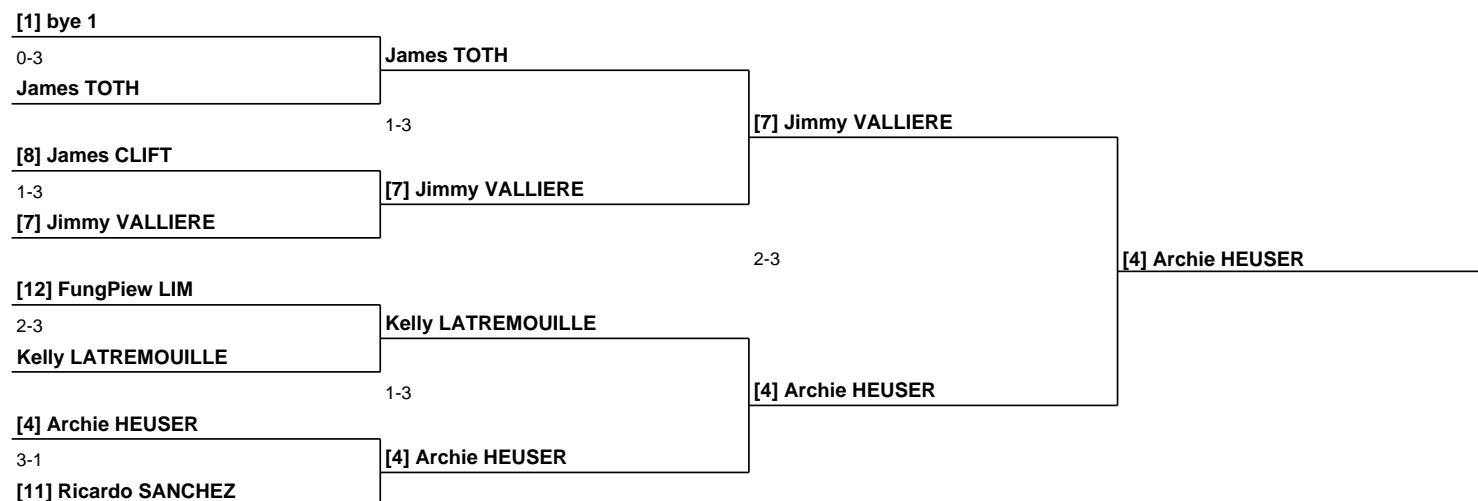 [1] bye 1
0-3
James TOTH
James TOTH
1-3
[7] Jimmy VALLIERE
[8] James CLIFT
1-3
[7] Jimmy VALLIERE
[7] Jimmy VALLIERE
2-3
[4] Archie HEUSER
[12] FungPiew LIM
2-3
Kelly LATREMOUILLE
Kelly LATREMOUILLE
1-3
[4] Archie HEUSER
[4] Archie HEUSER
3-1
[4] Archie HEUSER
[11] Ricardo SANCHEZ